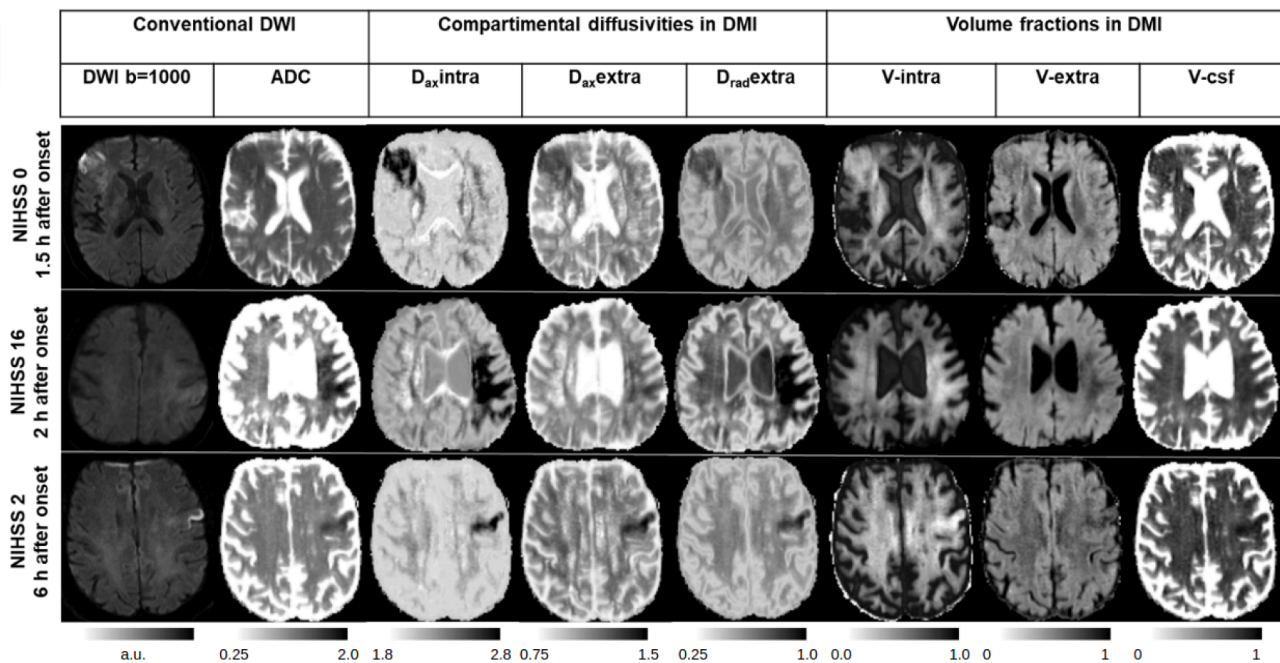 Conventional DWI Compartimental diffusivities in DMI Volume fractions in DMI
DWI b=1000 ADC Daxintra Daxextra Dradextra V-intra V-extra V-csf
NIHSS 0
1.5 h after onset
NIHSS 16
2 h after onset
NIHSS 2
6 h after onset
a.u. 0.25 2.0 1.8 2.8 0.75 1.5 0.25 1.0 0.0 1.0 0 1 0 1